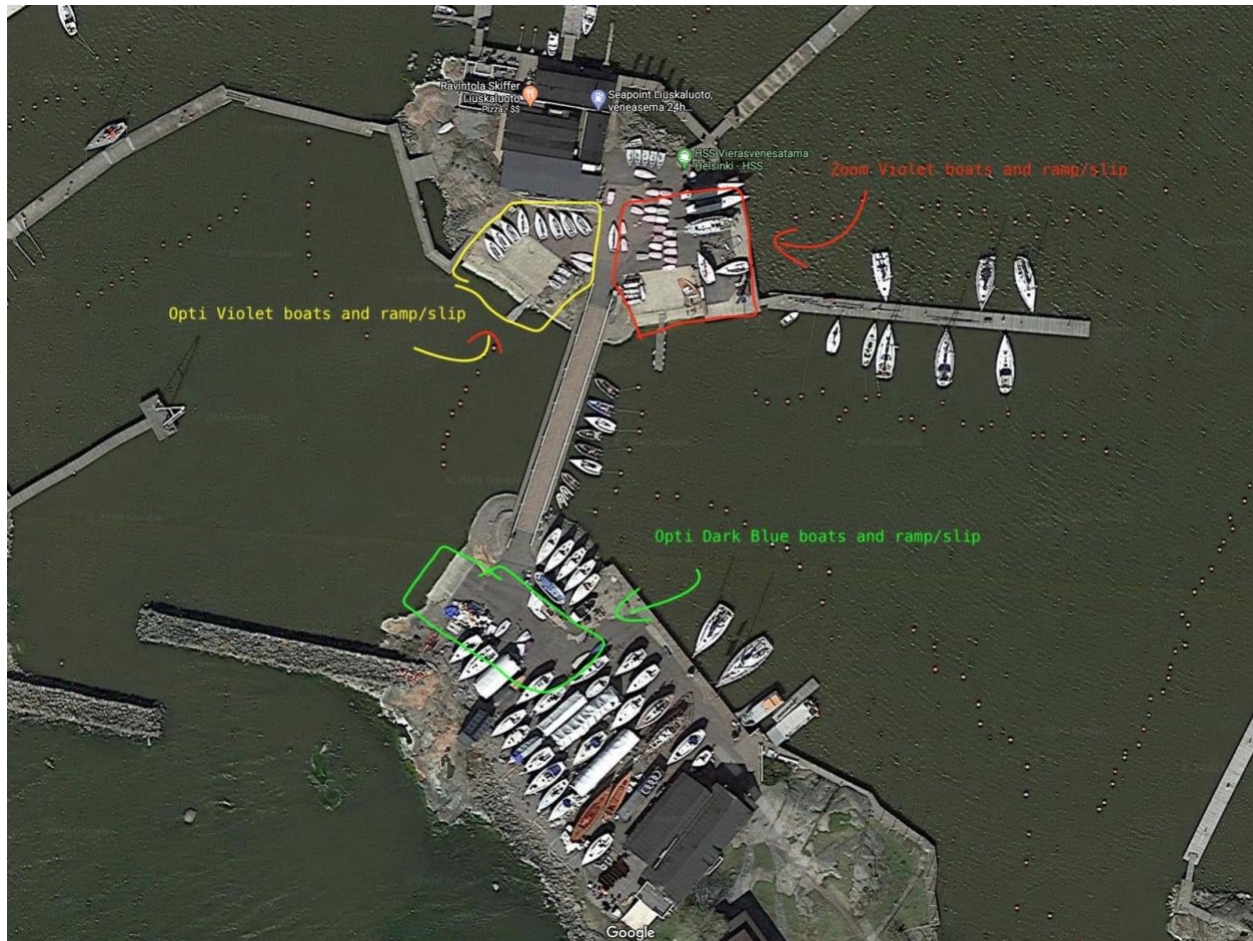 Ravintola Skiffer
Liuskaluoto
Pizza - $$
Seapoint Liuskaluoto,
veneasema 24h...
HSS Vierasvenesatama
Helsinki - HSS
Zoom Violet boats and ramp/slip
Opti Violet boats and ramp/slip
Opti Dark Blue boats and ramp/slip
Google